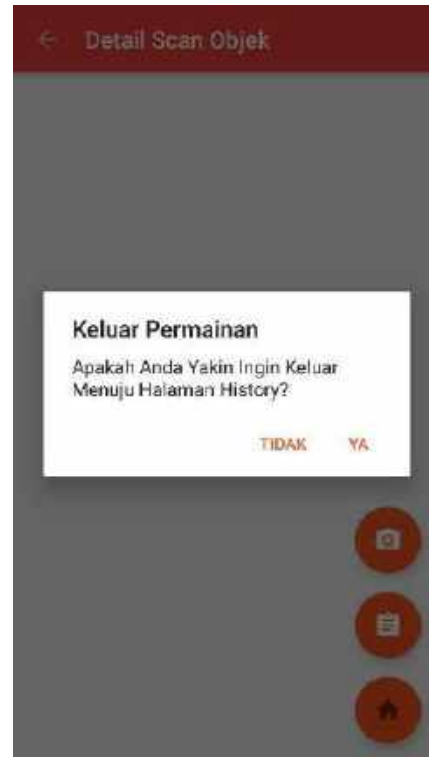 Detail Scan Objek
Keluar Permainan
Apakah Anda Yakin Ingin Keluar
Menuju Halaman History?
TIDAK YA